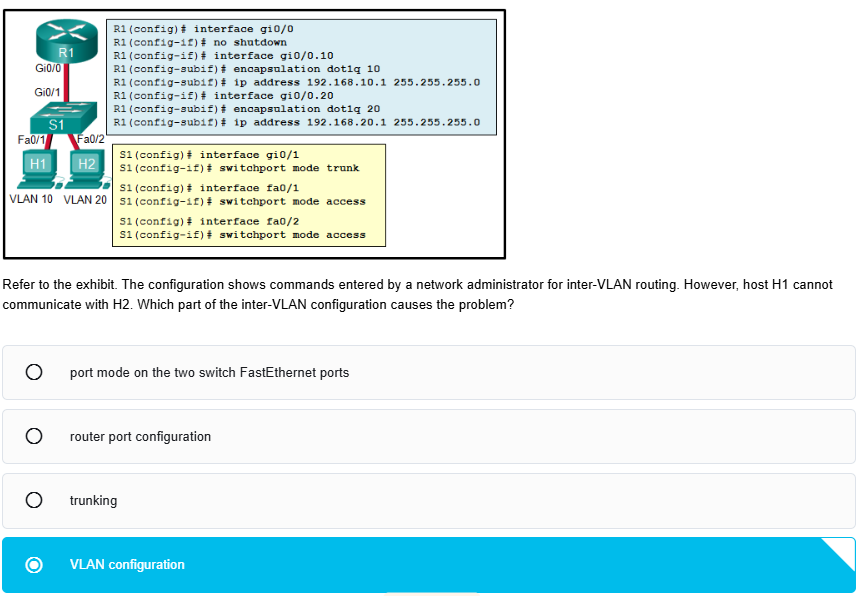 R1(config)# interface gi0/0
R1(config-if)# no shutdown
R1(config-if)# interface gi0/0.10
R1(config-subif)# encapsulation dot1q 10
R1(config-subif)# ip address 192.168.10.1 255.255.255.0
R1(config-if)# interface gi0/0.20
R1(config-subif)# encapsulation dot1q 20
R1(config-subif)# ip address 192.168.20.1 255.255.255.0
R1
Gi0/0
Gi0/1
S1
Fa0/1
Fa0/2
H1
H2
VLAN 10
VLAN 20
S1(config)# interface gi0/1
S1(config-if)# switchport mode trunk
S1(config)# interface fa0/1
S1(config-if)# switchport mode access
S1(config)# interface fa0/2
S1(config-if)# switchport mode access
Refer to the exhibit. The configuration shows commands entered by a network administrator for inter-VLAN routing. However, host H1 cannot
communicate with H2. Which part of the inter-VLAN configuration causes the problem?
port mode on the two switch FastEthernet ports
router port configuration
trunking
VLAN configuration